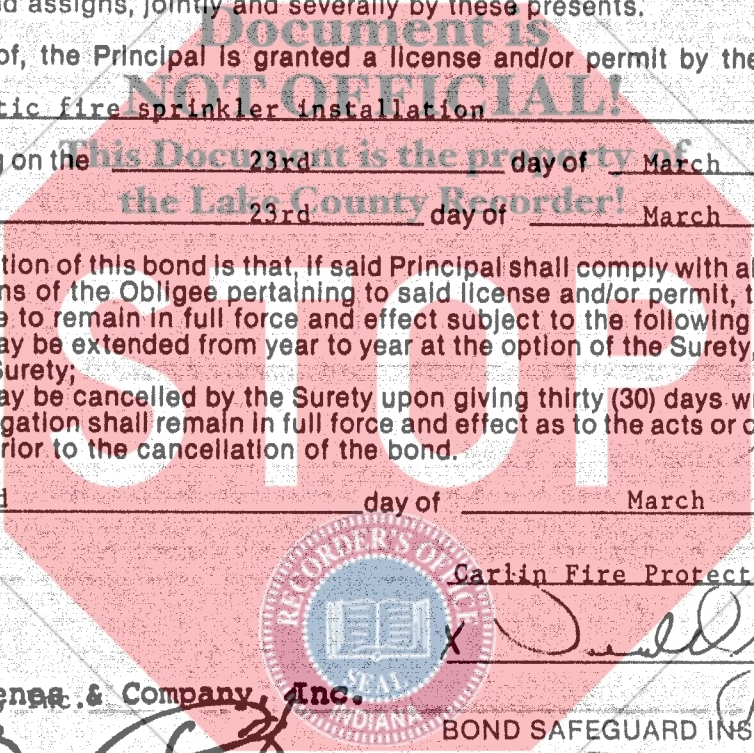 d assigns, jointly and severally by these presents.
Document is
of, the Principal is granted a license and/or permit by the
NOT OFFICIAL!
tic fire sprinkler installation
This Document is the property of
g on the 23rd day of March
the Lake County Recorder!
23rd day of March
STOP
tion of this bond is that, if said Principal shall comply with al
ns of the Obligee pertaining to said license and/or permit, t
e to remain in full force and effect subject to the following
ay be extended from year to year at the option of the Surety,
Surety;
ay be cancelled by the Surety upon giving thirty (30) days w
gation shall remain in full force and effect as to the acts or o
rior to the cancellation of the bond.
d day of March
RECORDER'S OFFICE
SEAL
INDIANA
Carlin Fire Protect
X
& Company, Inc.
BOND SAFEGUARD INS